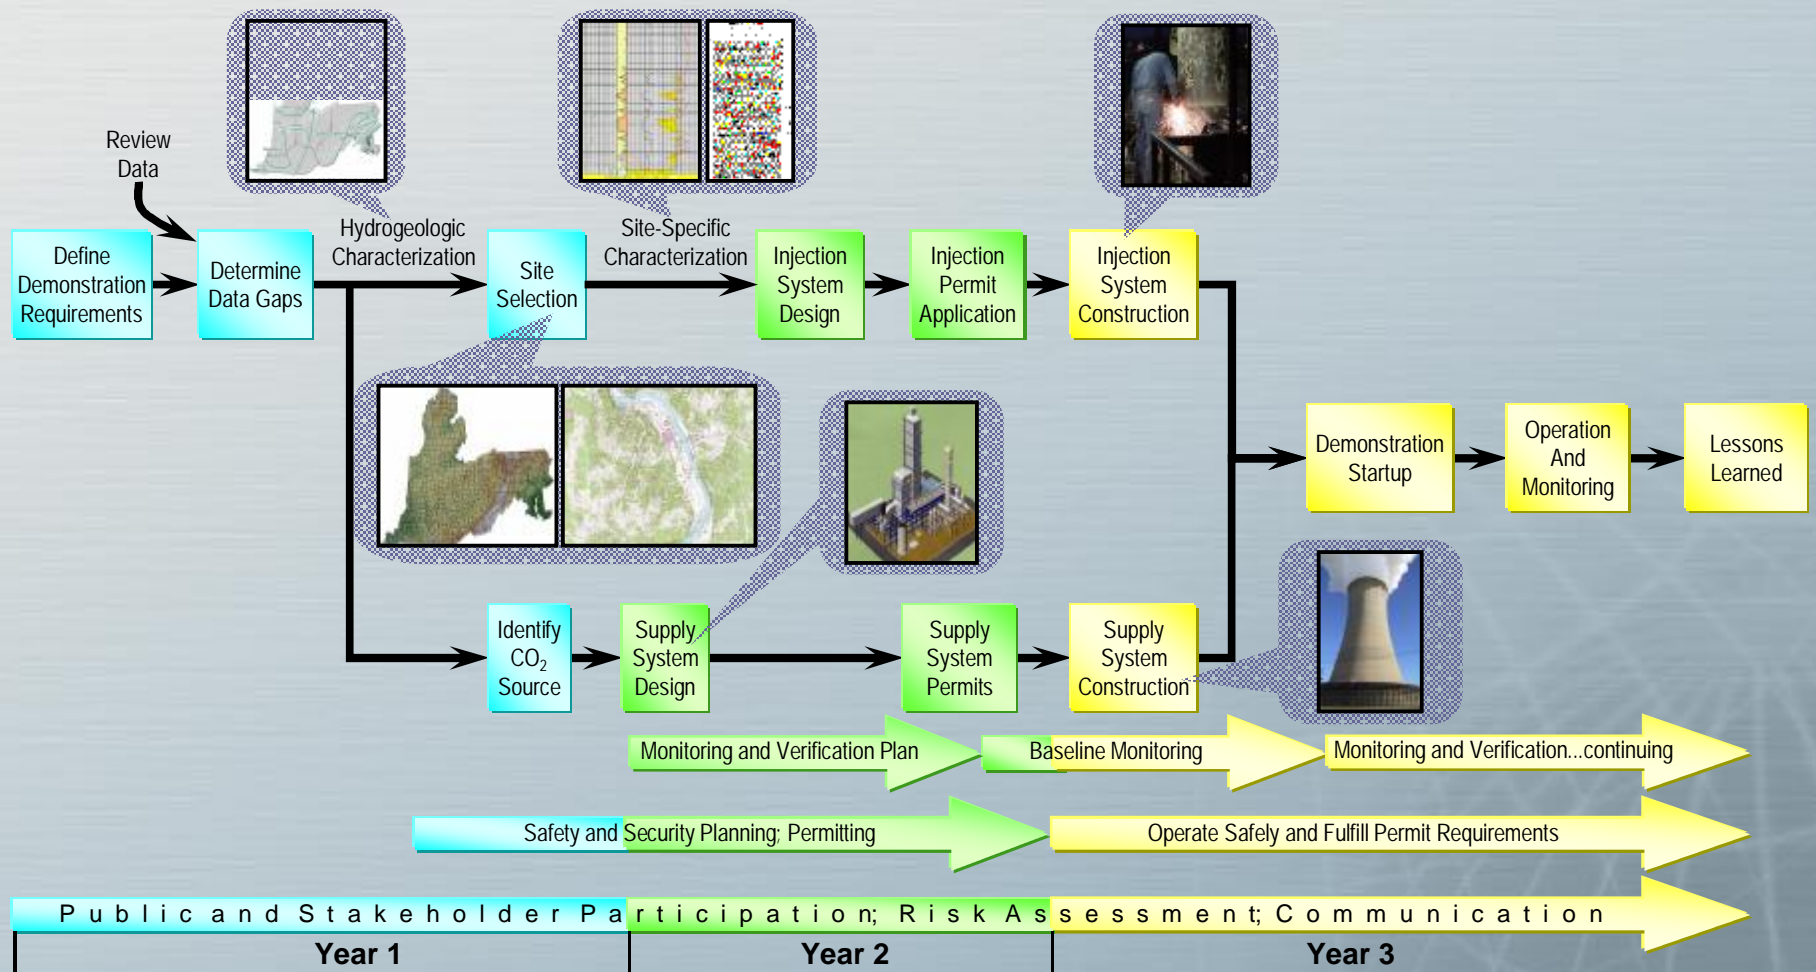 Review
Data
Define
Demonstration
Requirements
Determine
Data Gaps
Hydrogeologic
Characterization
Site
Selection
Site-Specific
Characterization
Injection
System
Design
Injection
Permit
Application
Injection
System
Construction
Demonstration
Startup
Operation
And
Monitoring
Lessons
Learned
Identify
CO₂
Source
Supply
System
Design
Supply
System
Permits
Supply
System
Construction
Monitoring and Verification Plan
Baseline Monitoring
Monitoring and Verification...continuing
Safety and Security Planning; Permitting
Operate Safely and Fulfill Permit Requirements
Public and Stakeholder Participation; Risk Assessment; Communication
Year 1
Year 2
Year 3